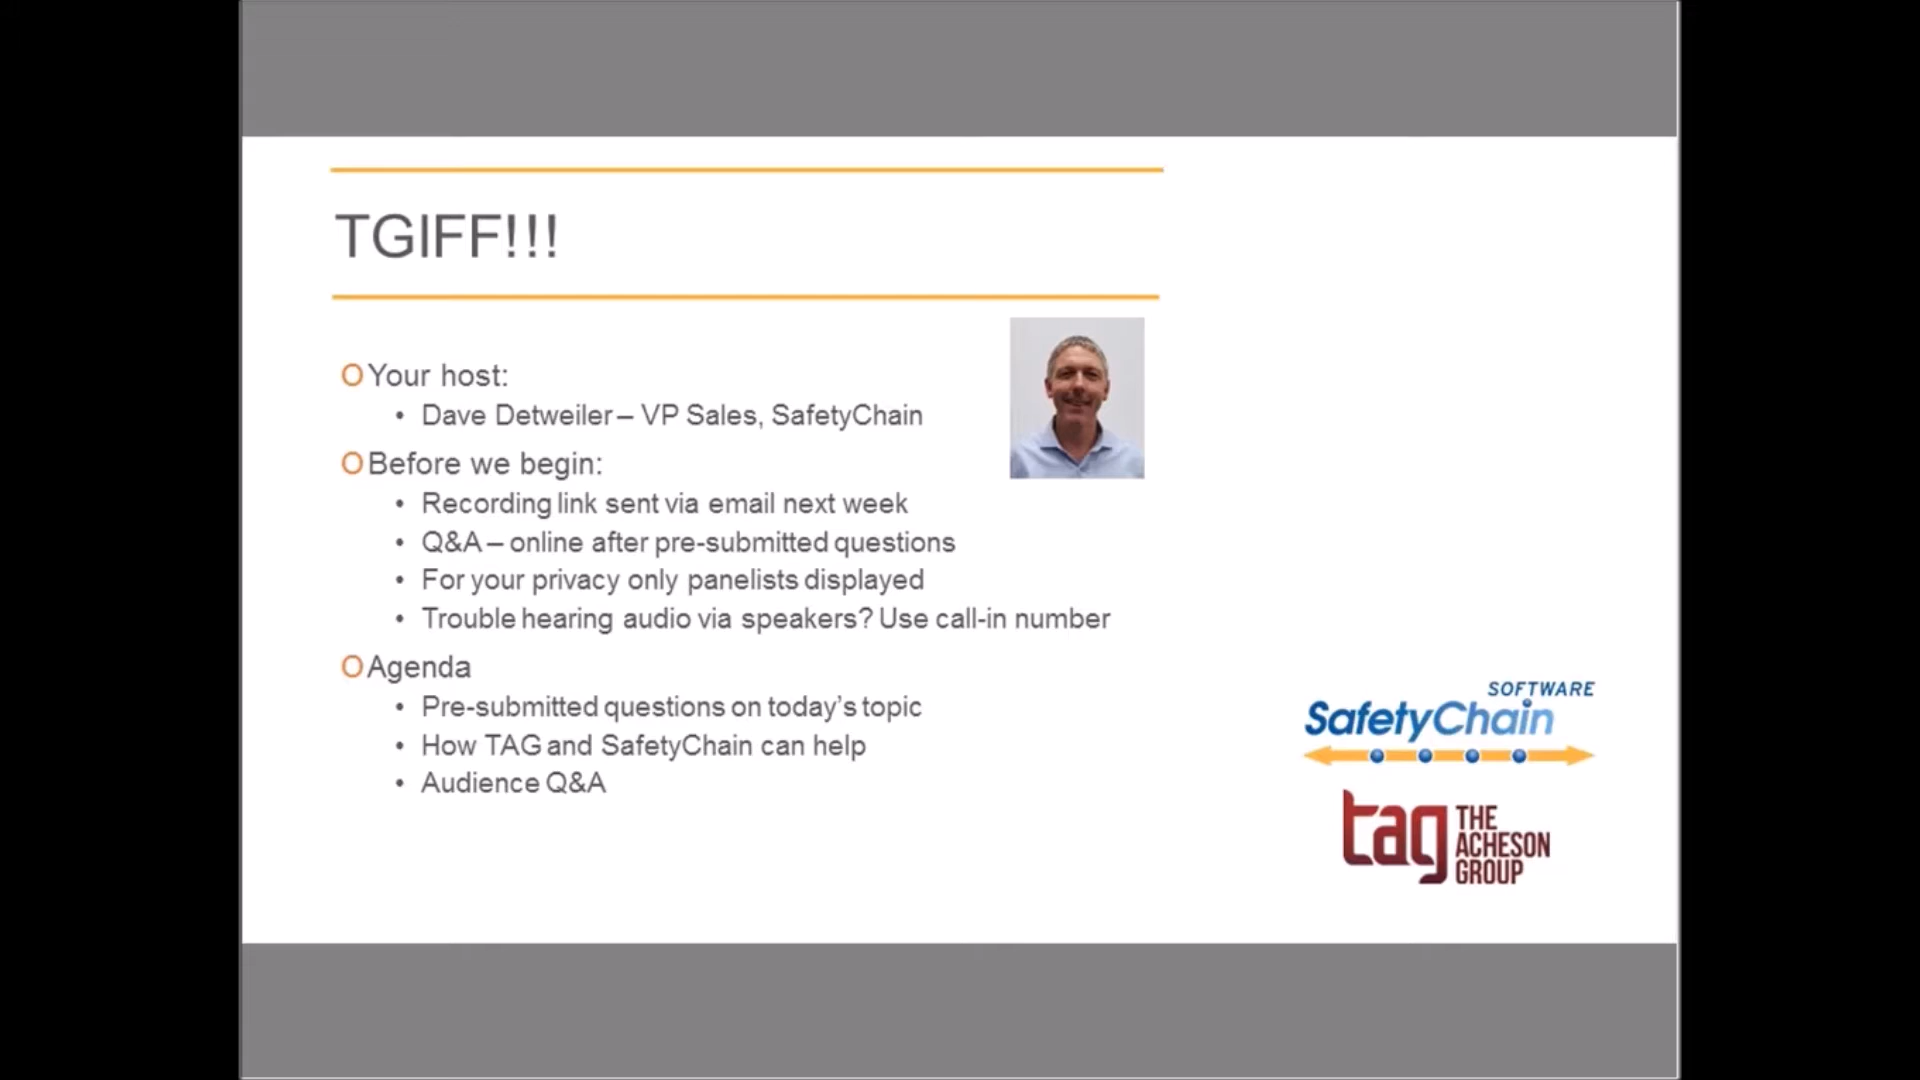 TGIFF!!!
Your host:
• Dave Detweiler – VP Sales, SafetyChain
Before we begin:
• Recording link sent via email next week
• Q&A – online after pre-submitted questions
• For your privacy only panelists displayed
• Trouble hearing audio via speakers? Use call-in number
Agenda
• Pre-submitted questions on today's topic
• How TAG and SafetyChain can help
• Audience Q&A
SOFTWARE
SafetyChain
tag THE
ACHESON
GROUP